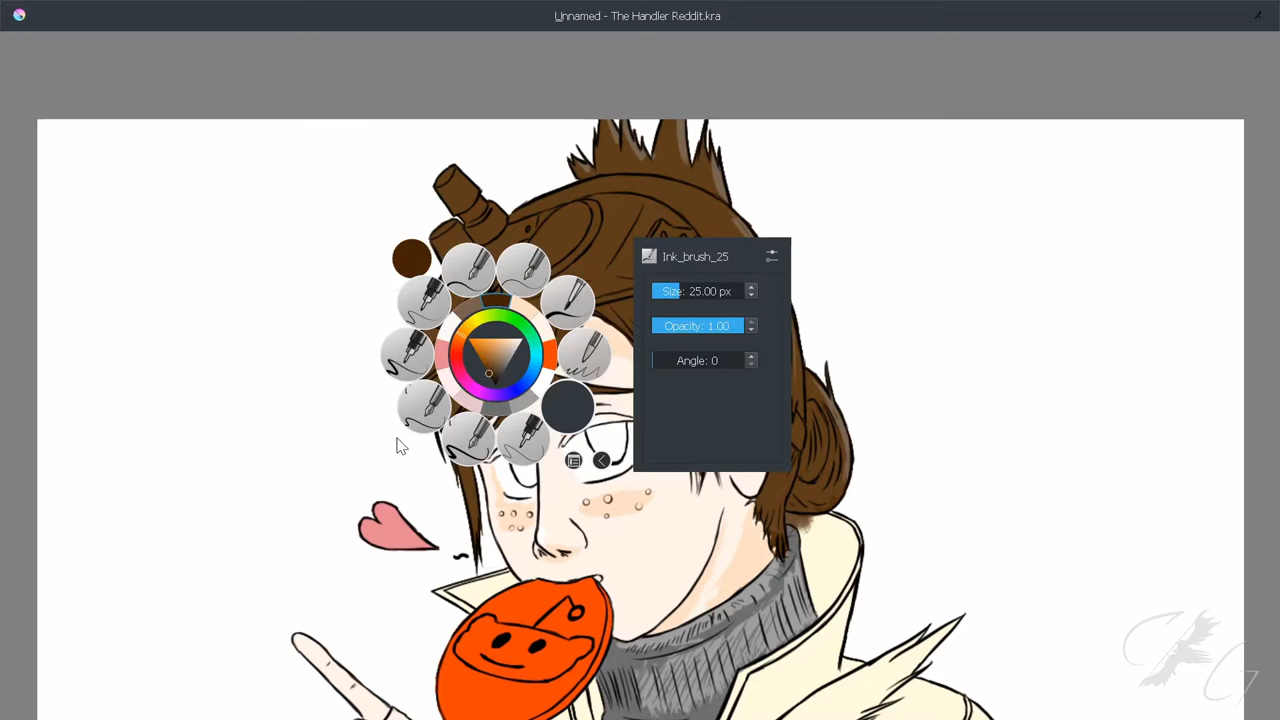 Unnamed - The Handler Reddit.kra
Ink_brush_25
Size: 25.00 px
Opacity: 1.00
Angle: 0